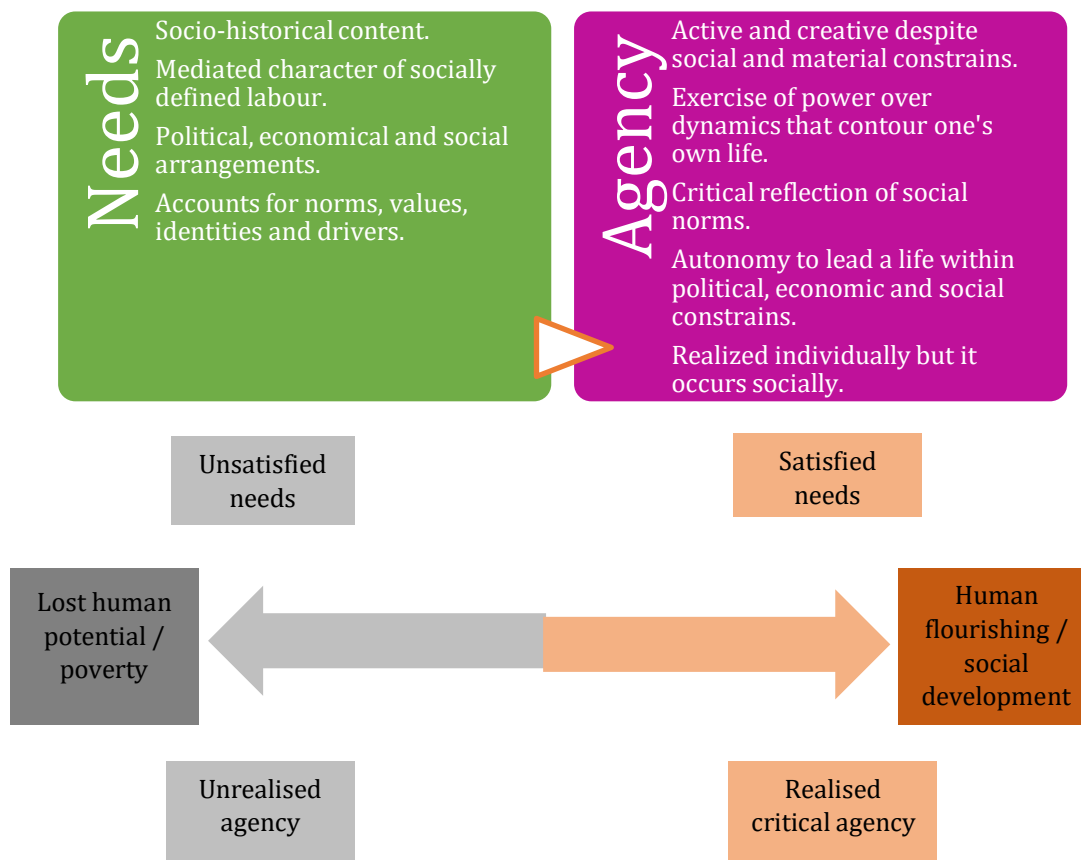 Needs
Socio-historical content.
Mediated character of socially
defined labour.
Political, economical and social
arrangements.
Accounts for norms, values,
identities and drivers.
Agency
Active and creative despite
social and material constrains.
Exercise of power over
dynamics that contour one's
own life.
Critical reflection of social
norms.
Autonomy to lead a life within
political, economic and social
constrains.
Realized individually but it
occurs socially.
Unsatisfied
needs
Satisfied
needs
Lost human
potential /
poverty
Human
flourishing /
social
development
Unrealised
agency
Realised
critical agency